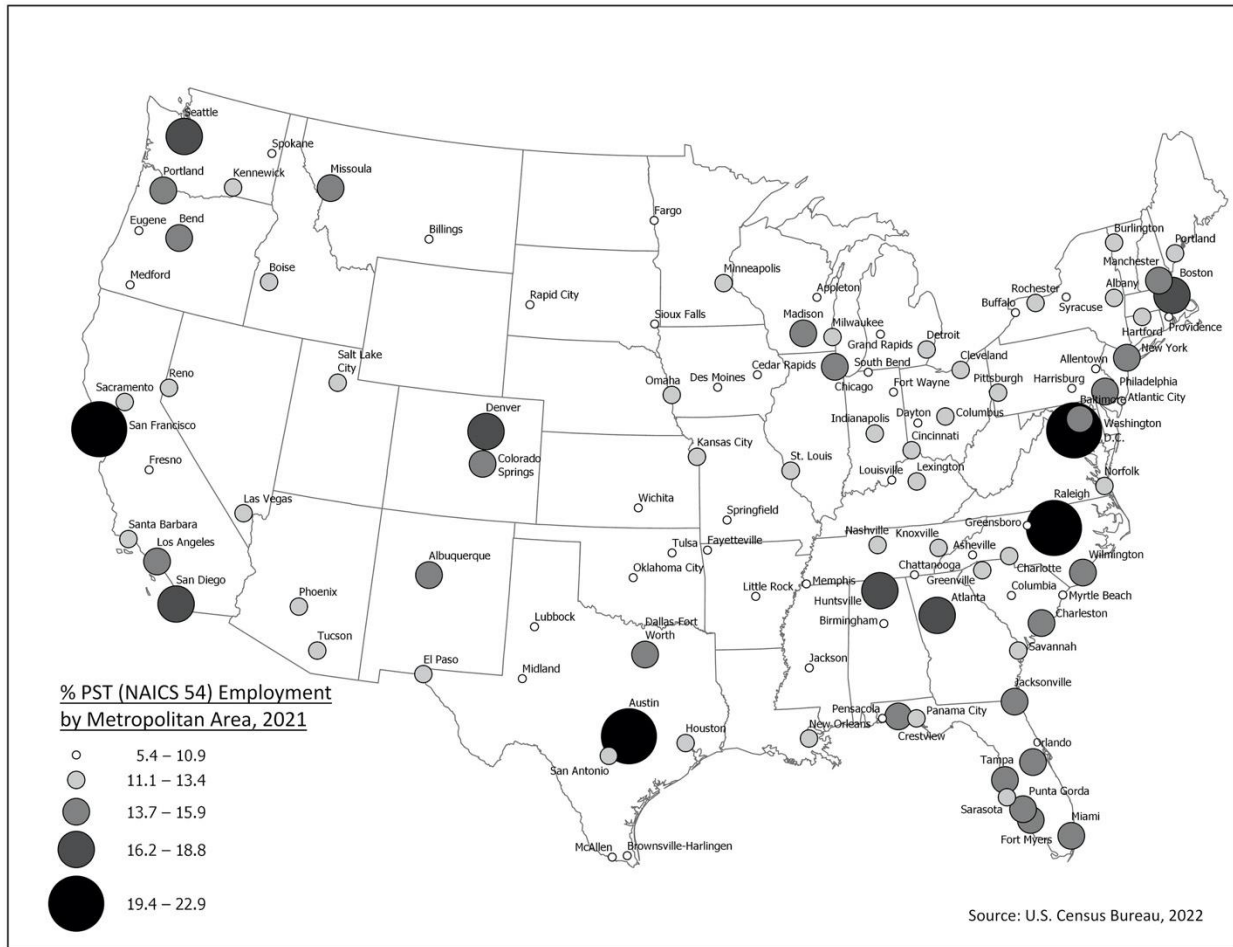 Seattle
Spokane
Portland
Kennewick
Missoula
Eugene
Bend
Billings
Medford
Boise
Fargo
Rapid City
Sioux Falls
Minneapolis
Appleton
Madison
Milwaukee
Grand Rapids
Detroit
Burlington
Portland
Manchester
Boston
Rochester
Albany
Buffalo
Syracuse
Providence
Hartford
New York
Salt Lake
City
Reno
Sacramento
San Francisco
Fresno
Omaha
Des Moines
Cedar Rapids
Chicago
South Bend
Fort Wayne
Cleveland
Pittsburgh
Allentown
Harrisburg
Philadelphia
Atlantic City
Baltimore
Washington
D.C.
Denver
Colorado
Springs
Kansas City
St. Louis
Indianapolis
Dayton
Columbus
Cincinnati
Louisville
Lexington
Norfolk
Las Vegas
Santa Barbara
Los Angeles
San Diego
Wichita
Springfield
Raleigh
Greensboro
Nashville
Knoxville
Asheville
Charlotte
Wilmington
Albuquerque
Tulsa
Fayetteville
Oklahoma City
Little Rock
Memphis
Chattanooga
Greenville
Columbia
Myrtle Beach
Phoenix
Tucson
Huntsville
Atlanta
Birmingham
Charleston
Savannah
Lubbock
Dallas-Fort
Worth
Midland
El Paso
Jackson
Jacksonville
Austin
Houston
San Antonio
New Orleans
Pensacola
Crestview
Panama City
Orlando
Tampa
Punta Gorda
Sarasota
Fort Myers
Miami
McAllen
Brownsville-Harlingen
% PST (NAICS 54) Employment
by Metropolitan Area, 2021
5.4 – 10.9
11.1 – 13.4
13.7 – 15.9
16.2 – 18.8
19.4 – 22.9
Source: U.S. Census Bureau, 2022